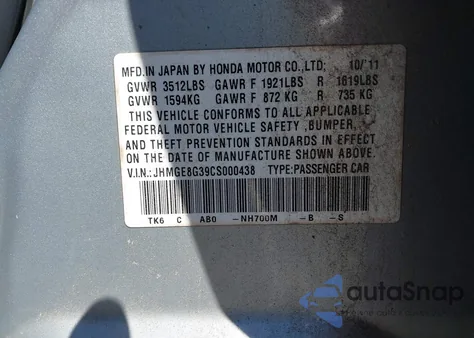 MFD.IN JAPAN BY HONDA MOTOR CO.,LTD: 10/'11
GVWR 3512LBS GAWR F 1921LBS R 1619LBS
GVWR 1594KG GAWR F 872 KG R 735 KG
THIS VEHICLE CONFORMS TO ALL APPLICABLE
FEDERAL MOTOR VEHICLE SAFETY ,BUMPER,
AND THEFT PREVENTION STANDARDS IN EFFECT
ON THE DATE OF MANUFACTURE SHOWN ABOVE.
V.I.N.:JHMGE8G39CS000438 TYPE:PASSENGER CAR
TK6 C AB0 -NH700M -B -S
autoSnap